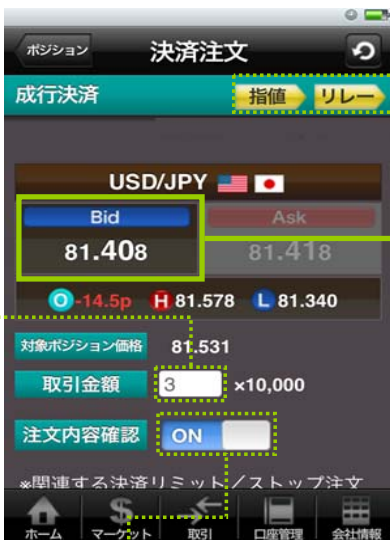 ポジション 決済注文
成行決済 指値 リレー
USD/JPY
Bid Ask
81.408 81.418
O -14.5p H 81.578 L 81.340
対象ポジション価格 81.531
取引金額 3 ×10,000
注文内容確認 ON
※関連する決済リミット／ストップ注文
ホーム マーケット 取引 口座管理 会社情報